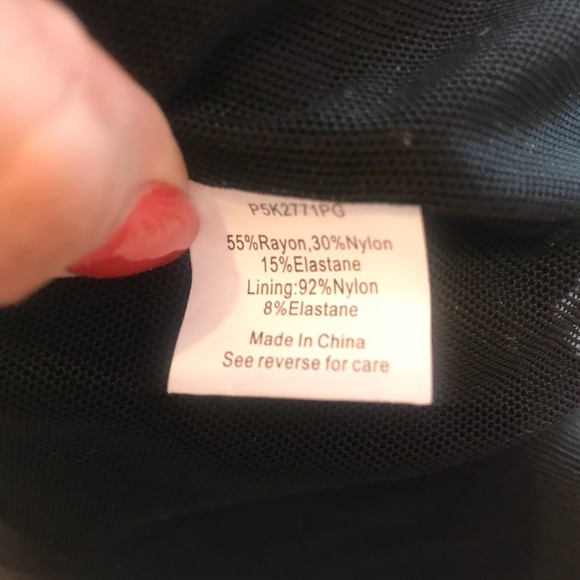 P5K2771PG
55%Rayon,30%Nylon
15%Elastane
Lining:92%Nylon
8%Elastane
Made In China
See reverse for care